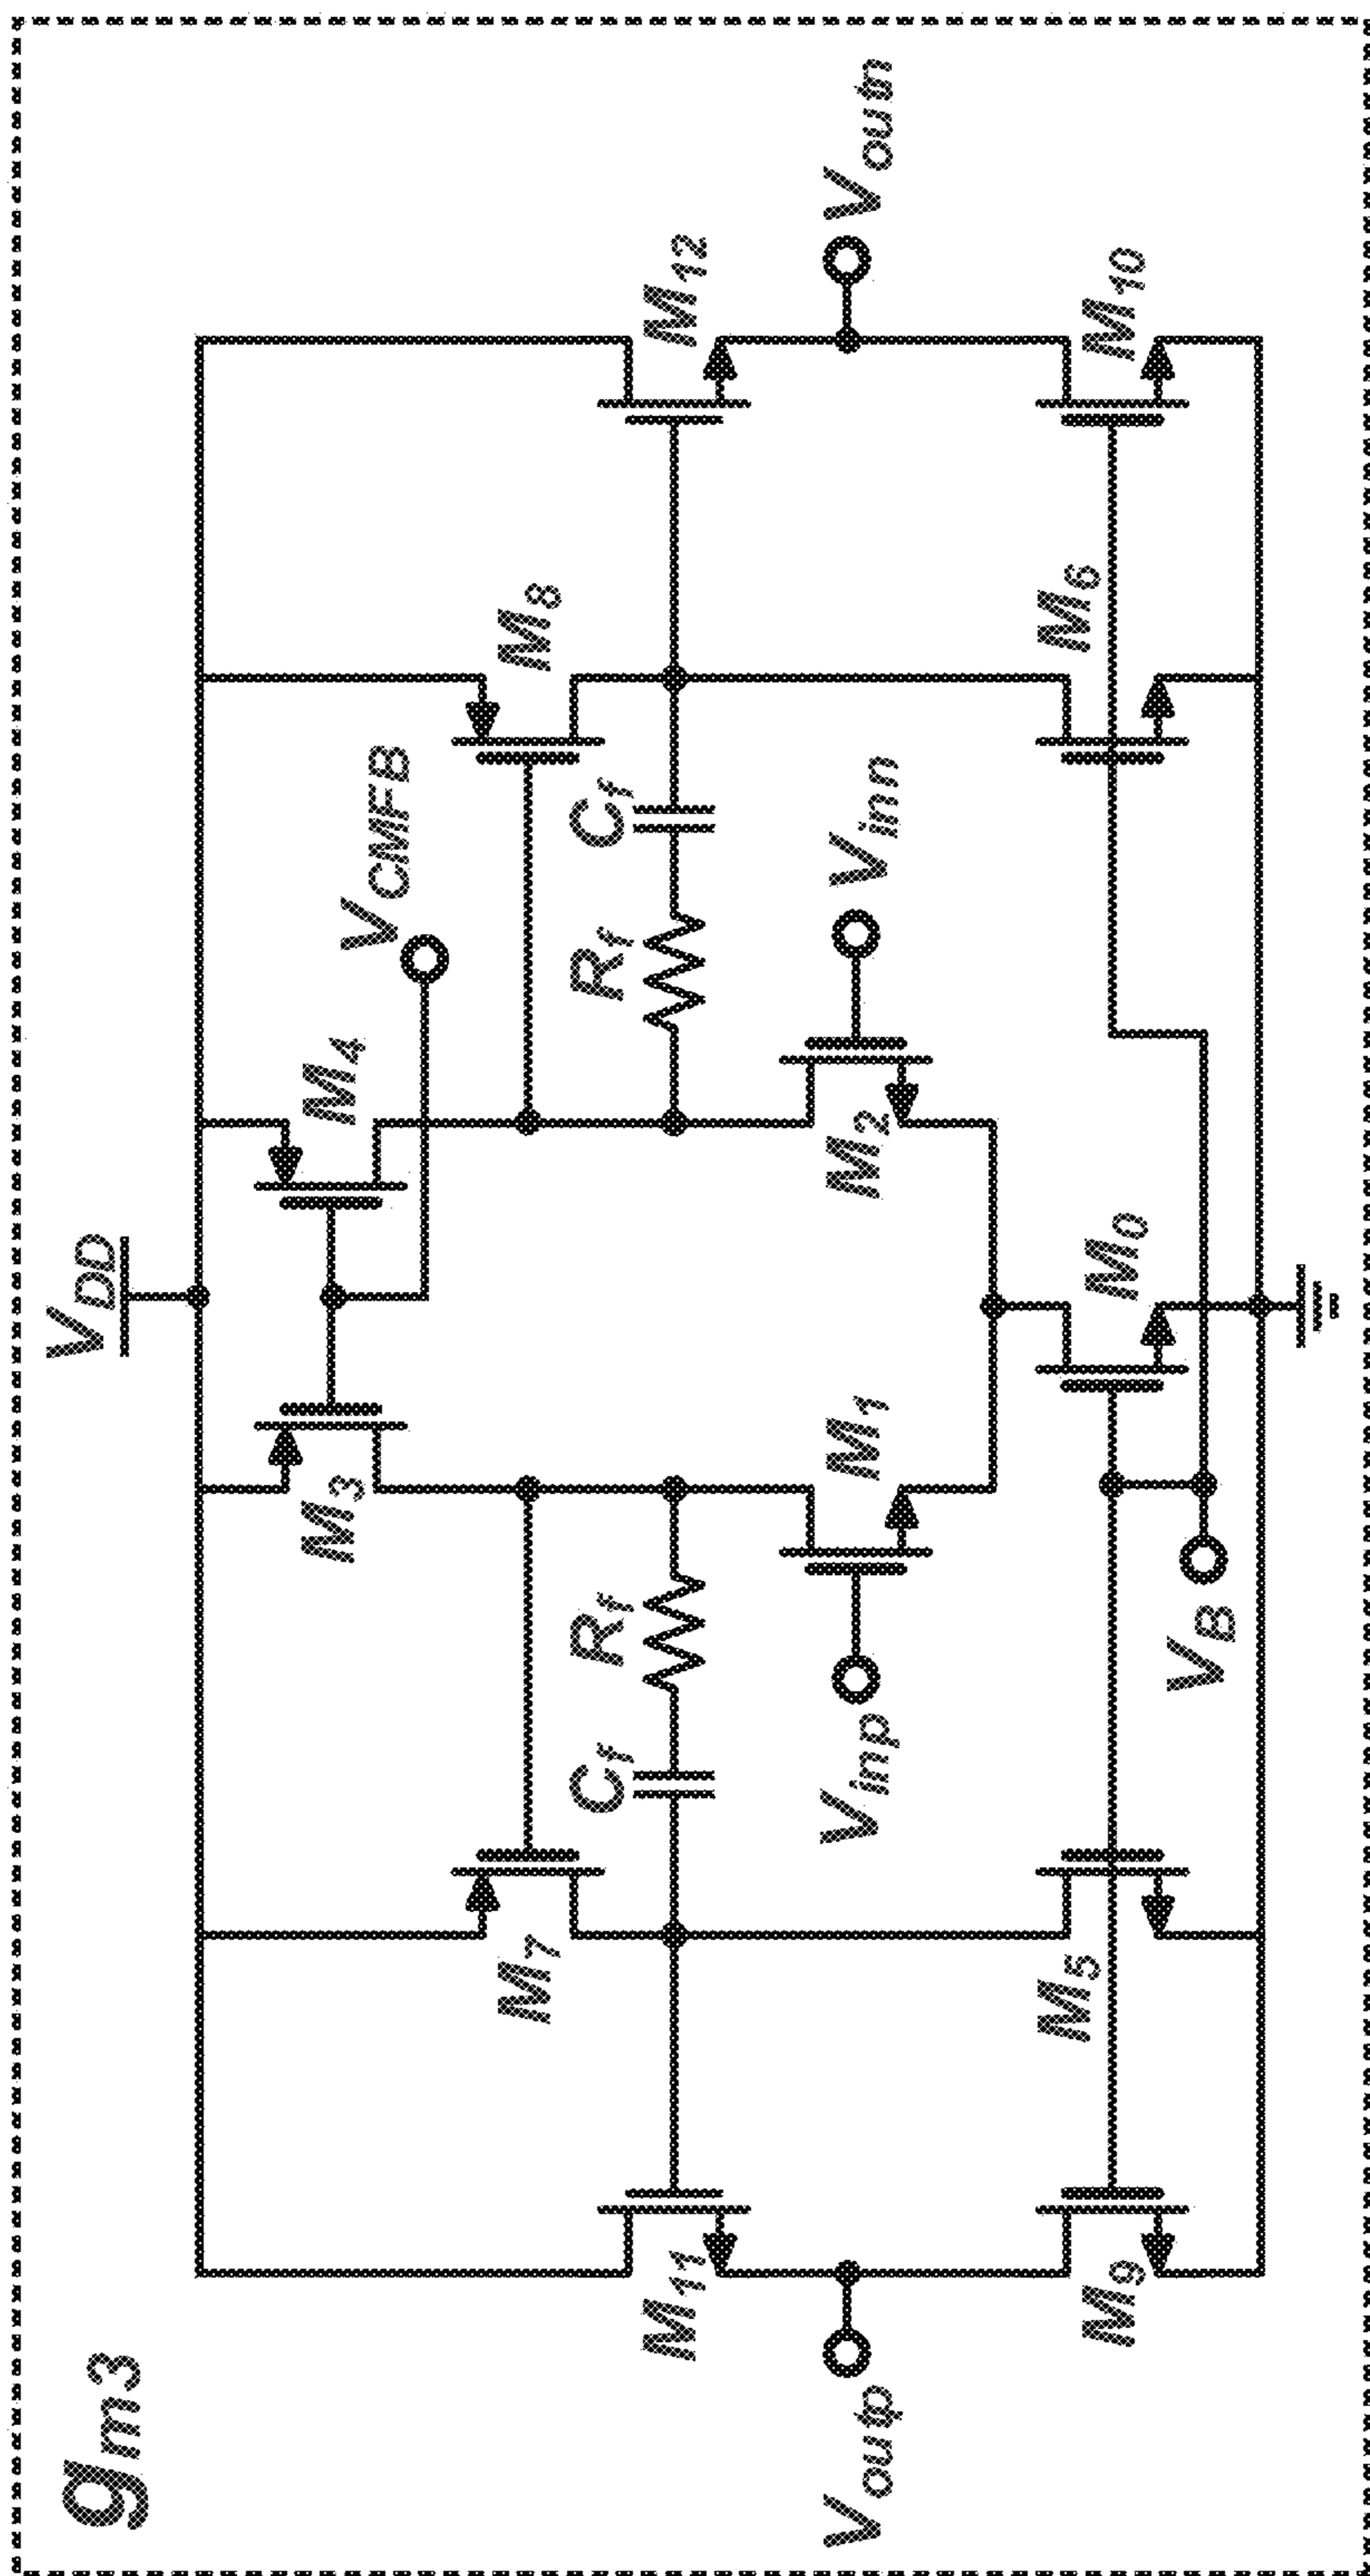 gm3
VDD
M3
M4
VCMFB
M7
M8
Cf
Rf
Rf
Cf
M11
M12
Voutp
Vinp
M1
M2
Vinn
Voutn
M9
M5
VB
M0
M6
M10